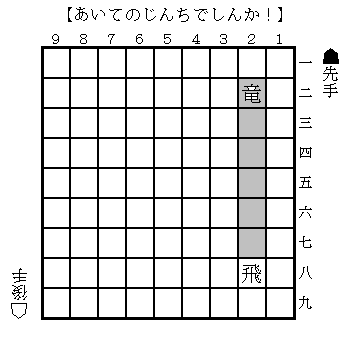 【あいてのじんちでしんか！】
9 8 7 6 5 4 3 2 1
一
二
三
四
五
六
七
八
九
竜
飛
先手
後手